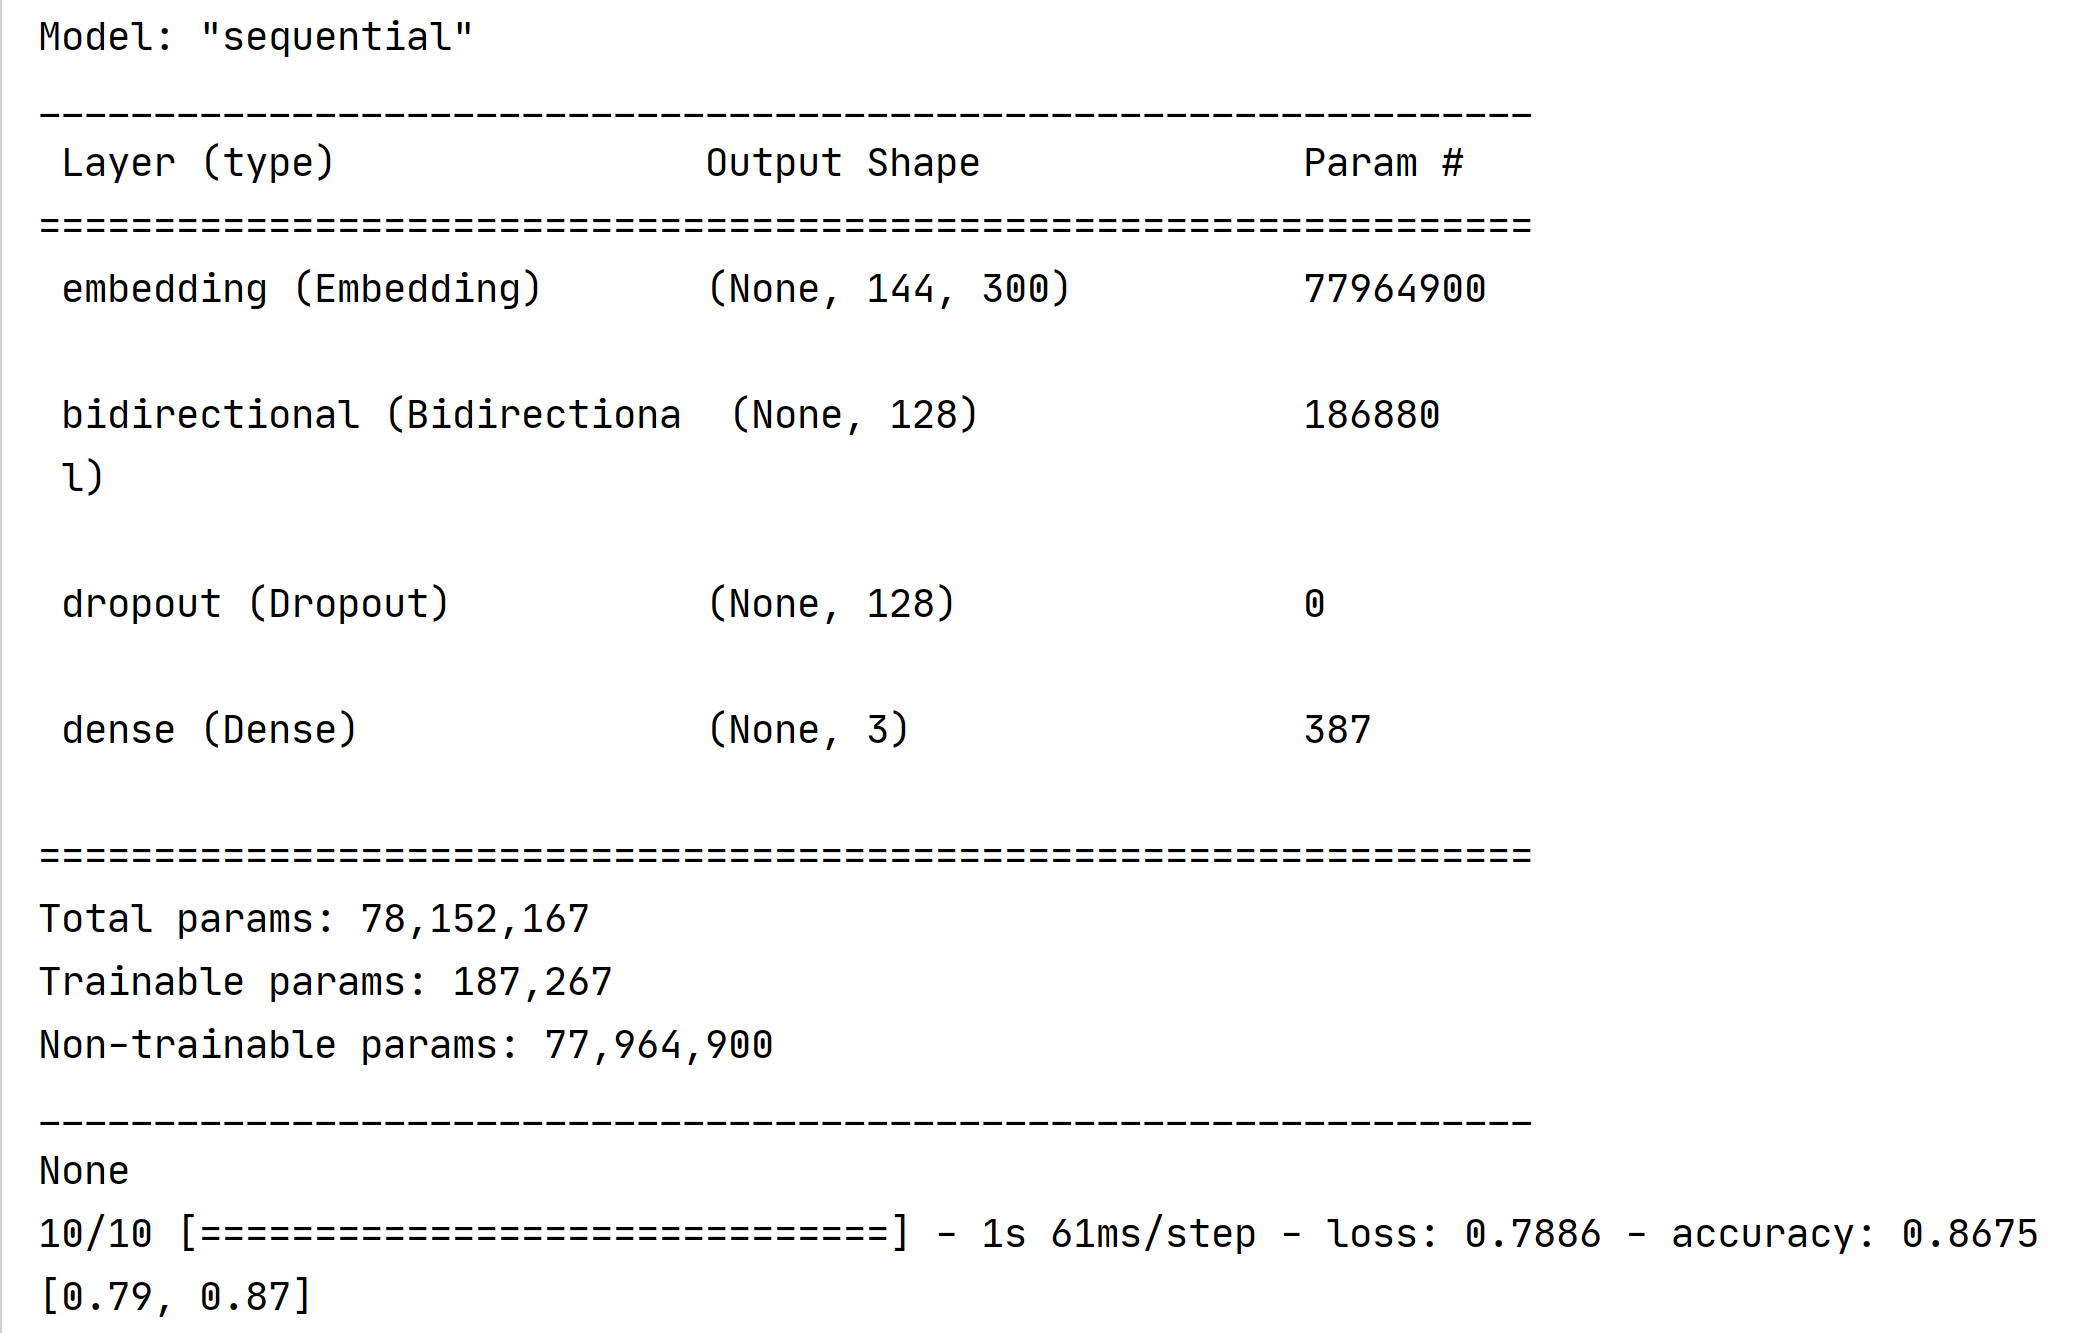 Model: "sequential"
_________________________________________________________________
 Layer (type)                Output Shape              Param #
=================================================================
 embedding (Embedding)       (None, 144, 300)          77964900
 bidirectional (Bidirectiona  (None, 128)              186880
 l)
 dropout (Dropout)           (None, 128)               0
 dense (Dense)               (None, 3)                 387
=================================================================
Total params: 78,152,167
Trainable params: 187,267
Non-trainable params: 77,964,900
_________________________________________________________________
None
10/10 [==============================] - 1s 61ms/step - loss: 0.7886 - accuracy: 0.8675
[0.79, 0.87]